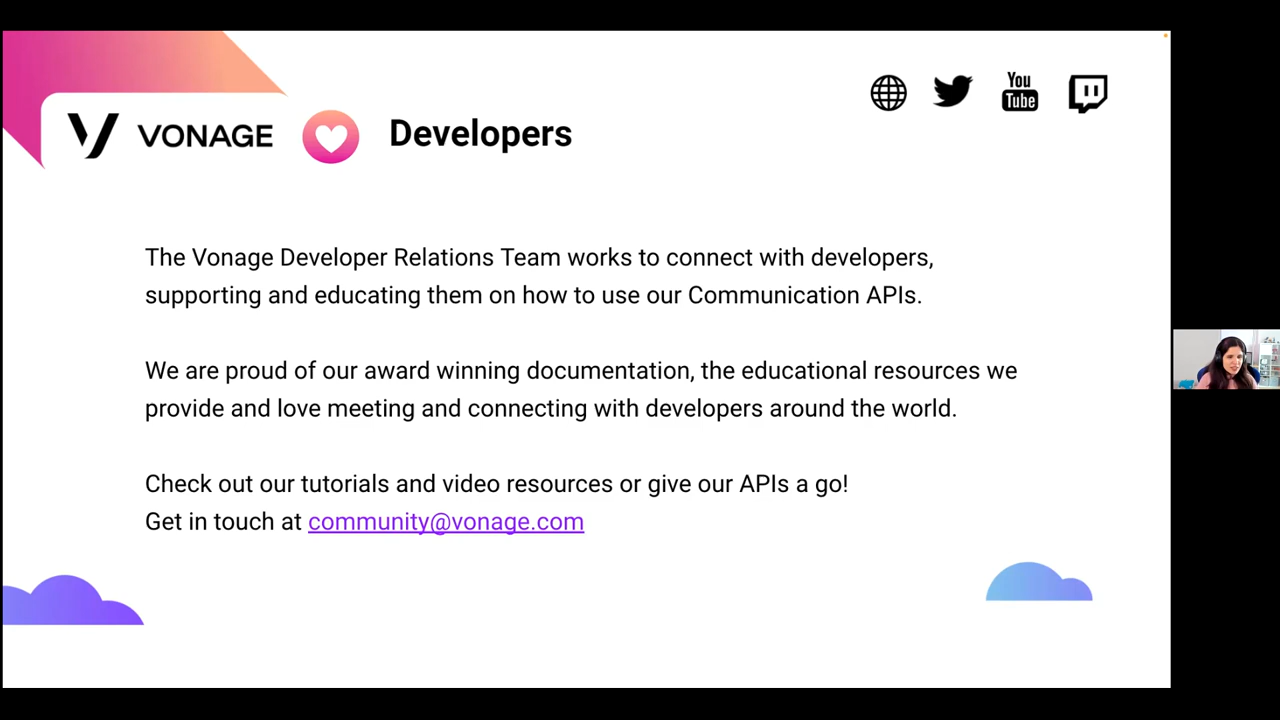 VONAGE Developers
You
Tube
The Vonage Developer Relations Team works to connect with developers,
supporting and educating them on how to use our Communication APIs.
We are proud of our award winning documentation, the educational resources we
provide and love meeting and connecting with developers around the world.
Check out our tutorials and video resources or give our APIs a go!
Get in touch at community@vonage.com